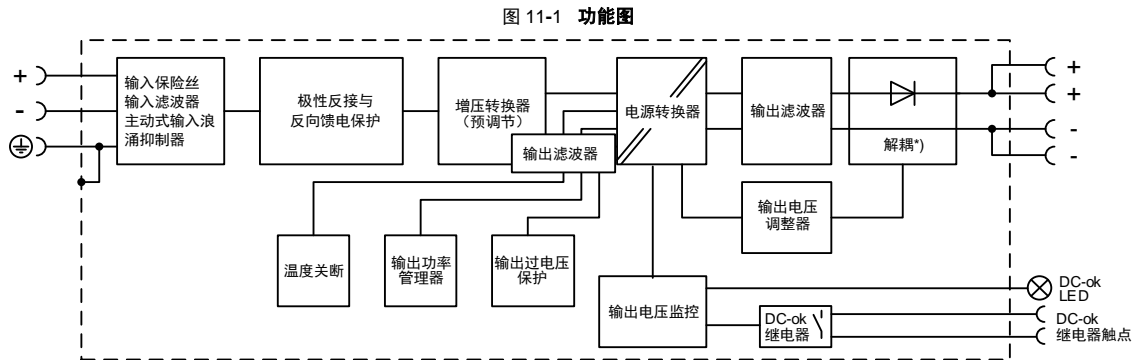 图 11-1 功能图
+
-
输入保险丝
输入滤波器
主动式输入浪
涌抑制器
极性反接与
反向馈电保护
增压转换器
（预调节）
输出滤波器
电源转换器
输出滤波器
解耦*)
+
+
-
-
温度关断
输出功率
管理器
输出过电压
保护
输出电压
调整器
输出电压监控
DC-ok
继电器
DC-ok
LED
DC-ok
继电器触点